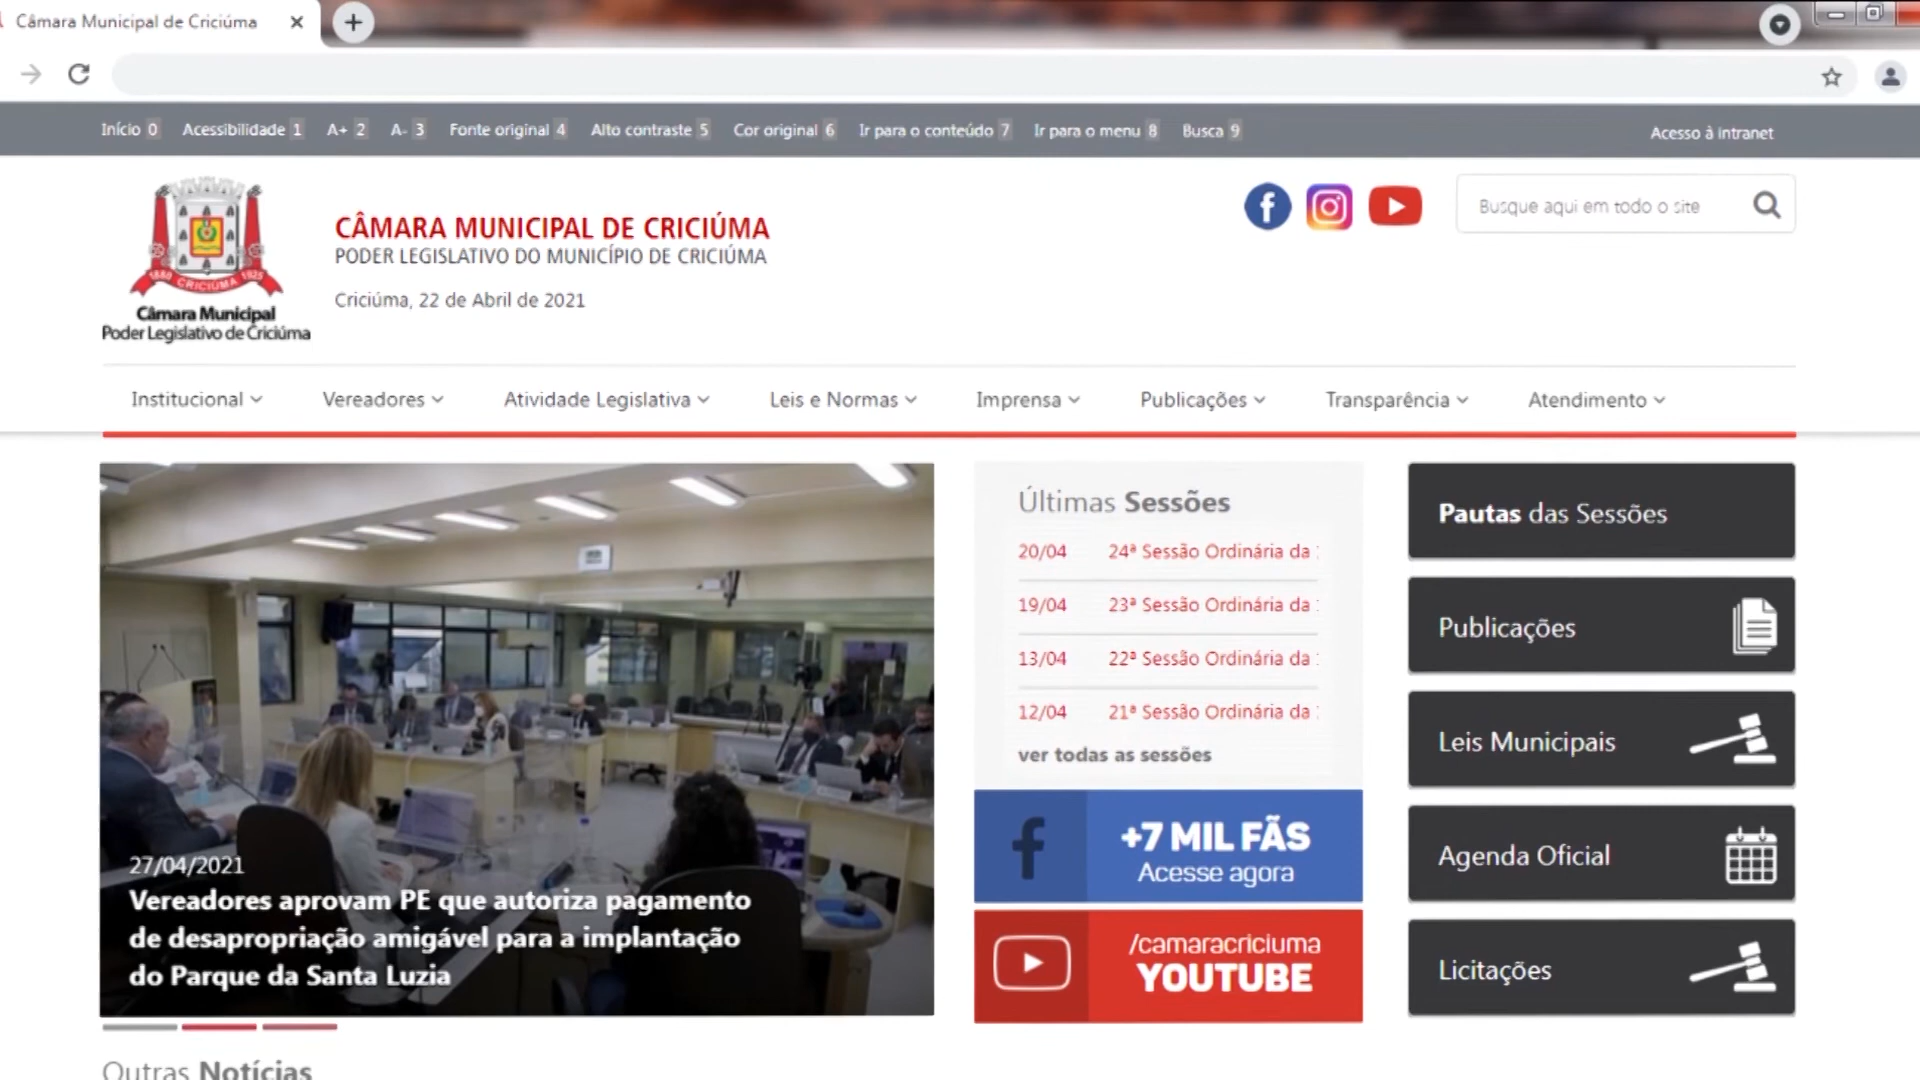 Câmara Municipal de Criciúma
Início 0 Acessibilidade 1 A+ 2 A- 3 Fonte original 4 Alto contraste 5 Cor original 6 Ir para o conteúdo 7 Ir para o menu 8 Busca 9 Acesso à intranet
1880 CRICIÚMA 1925
Câmara Municipal
Poder Legislativo de Criciúma
CÂMARA MUNICIPAL DE CRICIÚMA
PODER LEGISLATIVO DO MUNICÍPIO DE CRICIÚMA
Criciúma, 22 de Abril de 2021
Busque aqui em todo o site
Institucional Vereadores Atividade Legislativa Leis e Normas Imprensa Publicações Transparência Atendimento
27/04/2021
Vereadores aprovam PE que autoriza pagamento
de desapropriação amigável para a implantação
do Parque da Santa Luzia
Outras Notícias
Últimas Sessões
20/04 24ª Sessão Ordinária da
19/04 23ª Sessão Ordinária da
13/04 22ª Sessão Ordinária da
12/04 21ª Sessão Ordinária da
ver todas as sessões
+7 MIL FÃS
Acesse agora
/camaracriciuma
YOUTUBE
Pautas das Sessões
Publicações
Leis Municipais
Agenda Oficial
Licitações